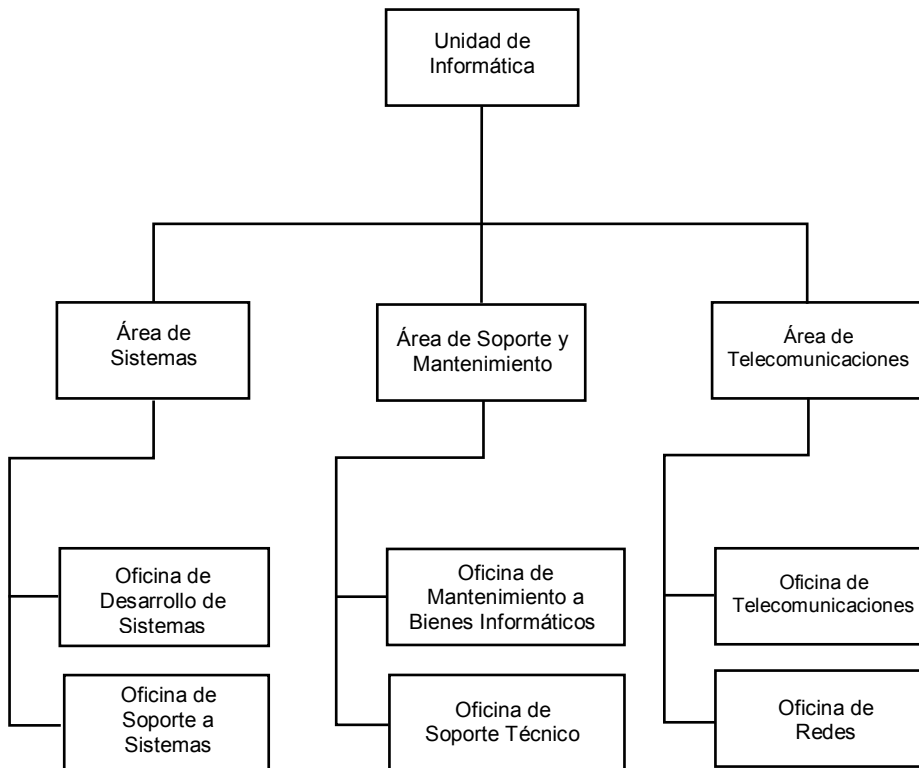 Unidad de
Informática
Área de
Sistemas
Área de Soporte y
Mantenimiento
Área de
Telecomunicaciones
Oficina de
Desarrollo de
Sistemas
Oficina de
Mantenimiento a
Bienes Informáticos
Oficina de
Telecomunicaciones
Oficina de
Soporte a
Sistemas
Oficina de
Soporte Técnico
Oficina de
Redes